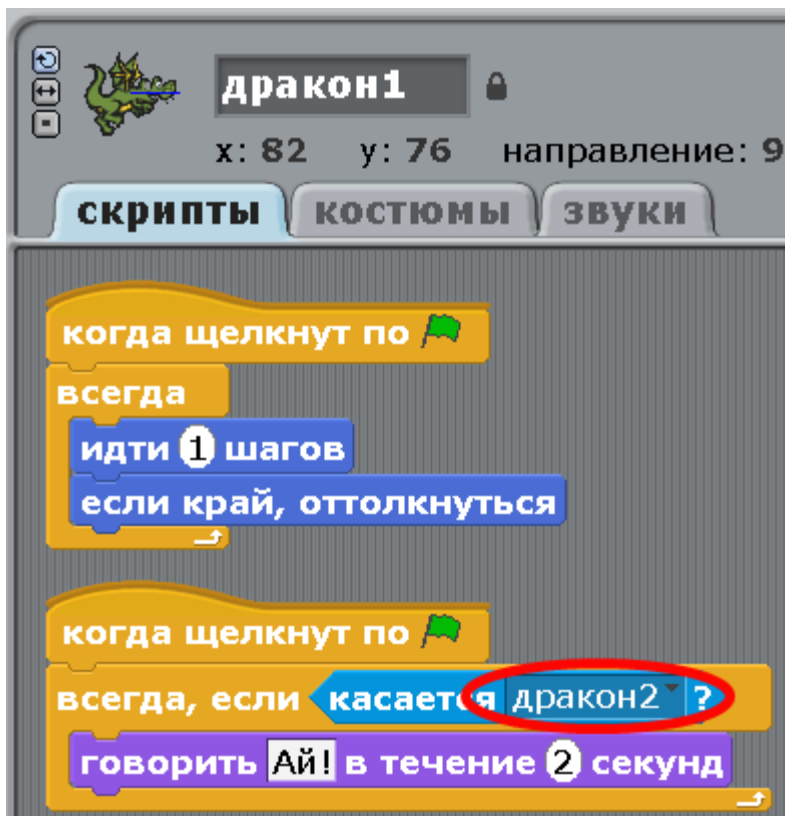 дракон1
x: 82 y: 76 направление: 9
скрипты костюмы звуки
когда щелкнут по
всегда
идти 1 шагов
если край, оттолкнуться
когда щелкнут по
всегда, если касается дракон2 ?
говорить Ай! в течение 2 секунд